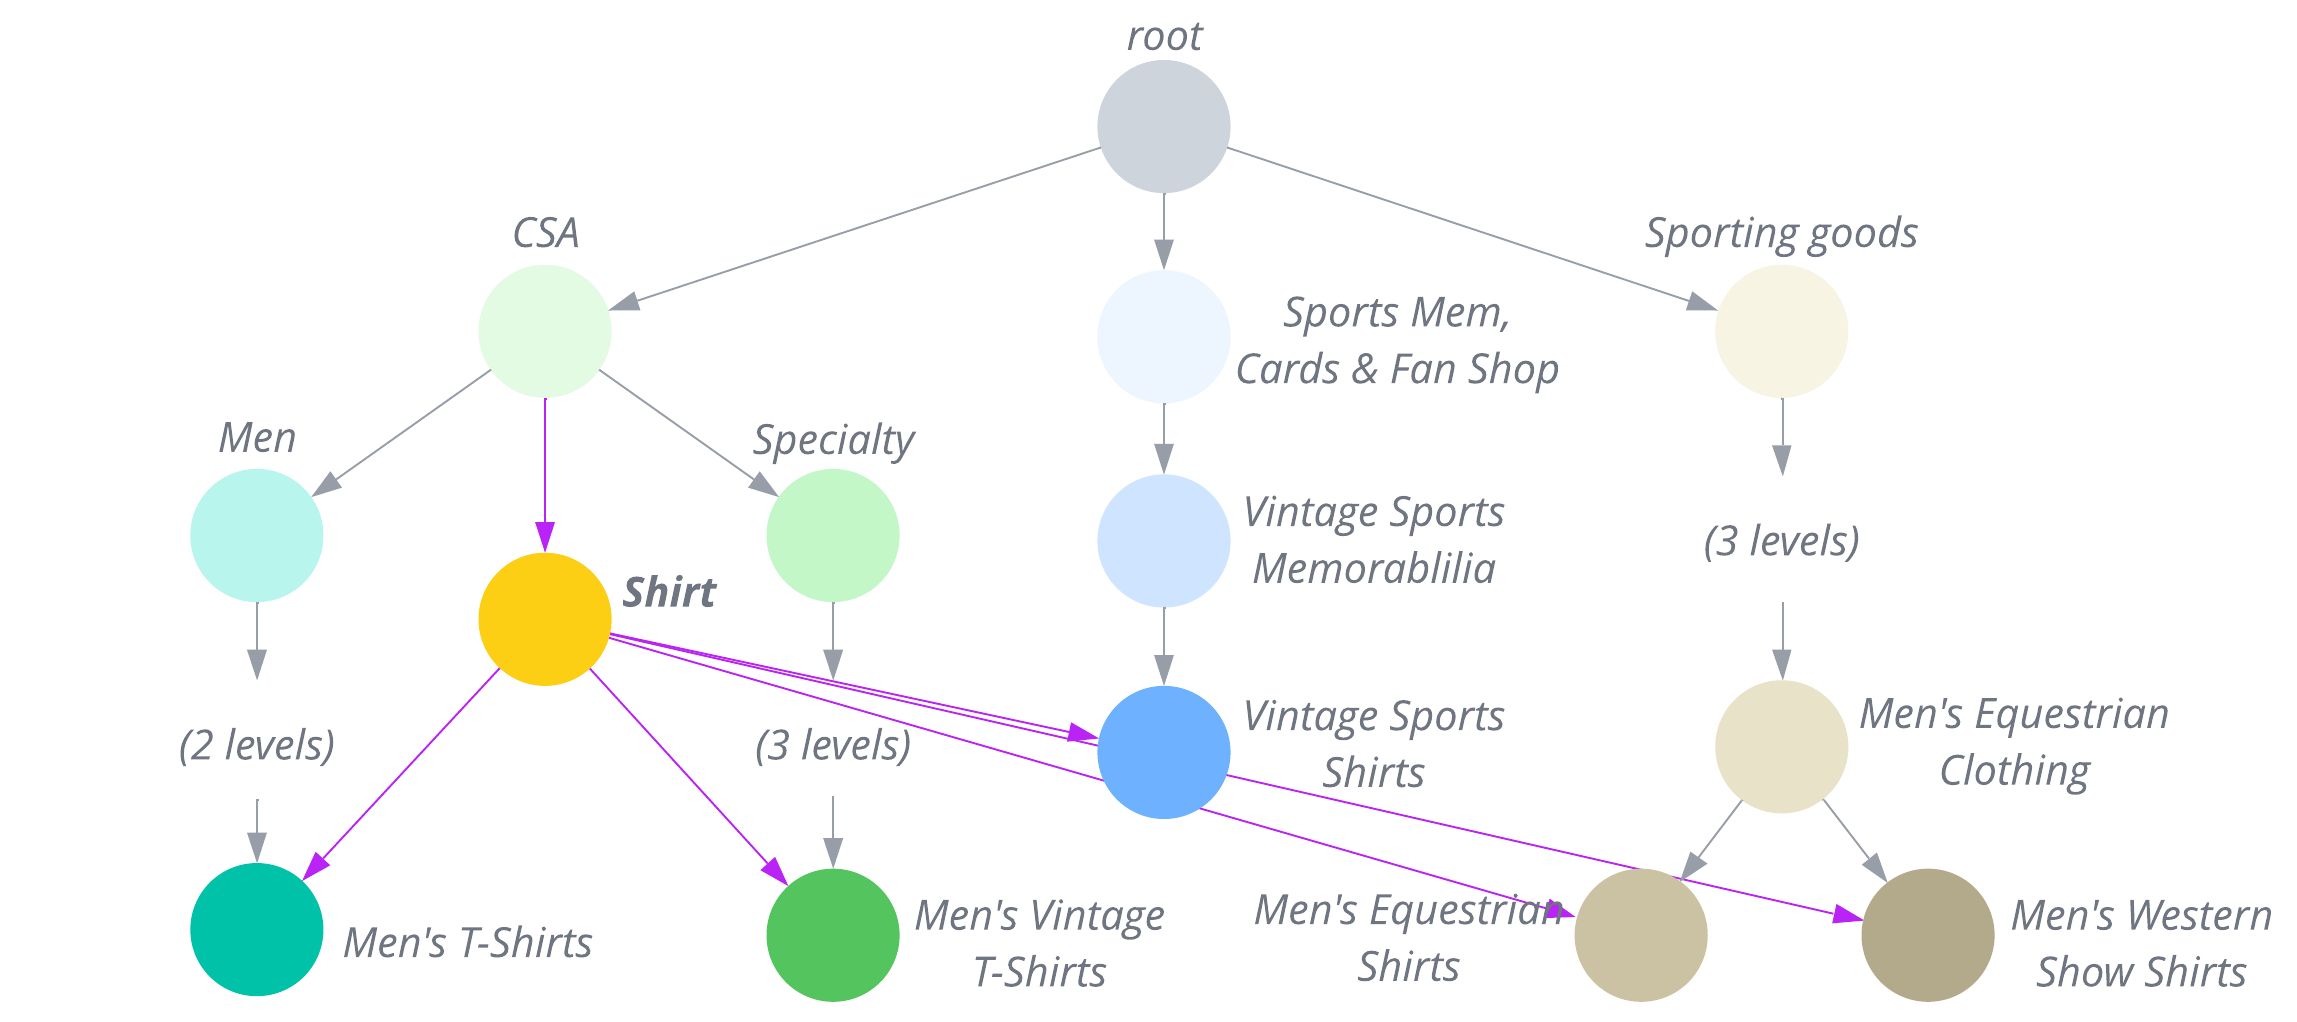 root
CSA
Sporting goods
Sports Mem,
Cards & Fan Shop
Men
Specialty
Vintage Sports
Memorablilia
(3 levels)
Shirt
(2 levels)
(3 levels)
Vintage Sports
Shirts
Men's Equestrian
Clothing
Men's T-Shirts
Men's Vintage
T-Shirts
Men's Equestrian
Shirts
Men's Western
Show Shirts